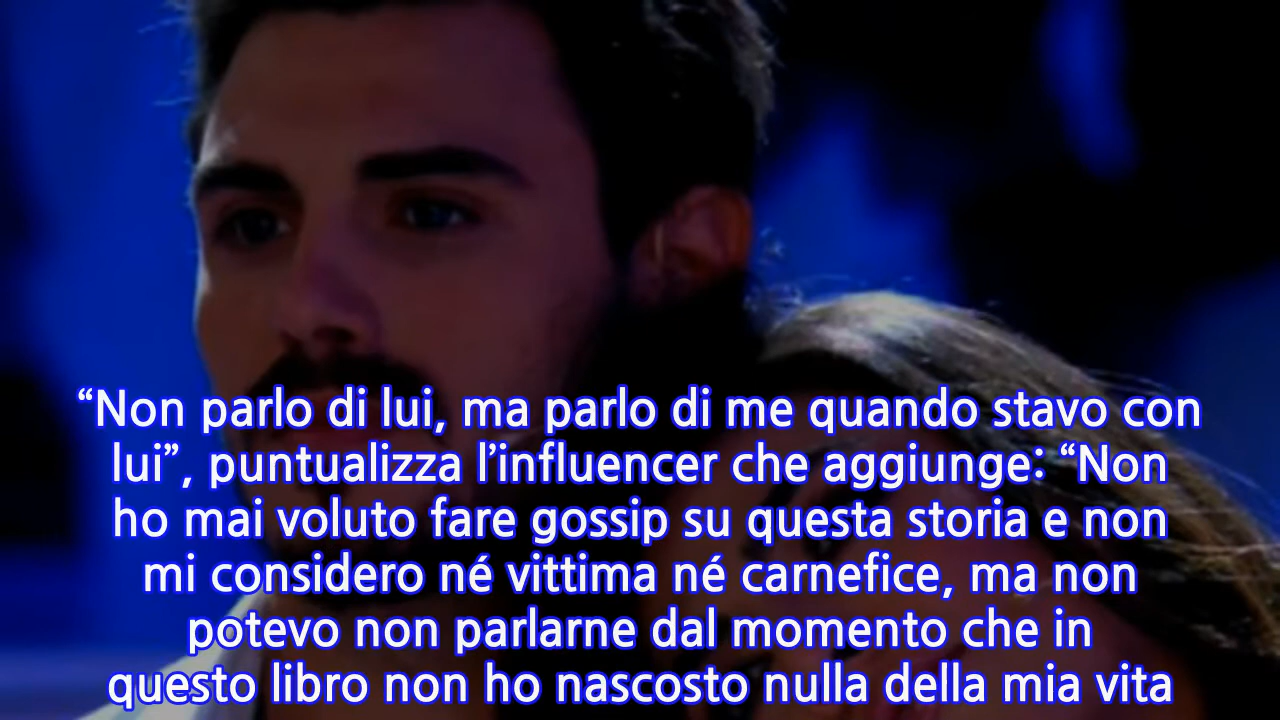 “Non parlo di lui, ma parlo di me quando stavo con
lui”, puntualizza l’influencer che aggiunge: “Non
ho mai voluto fare gossip su questa storia e non
mi considero né vittima né carnefice, ma non
potevo non parlarne dal momento che in
questo libro non ho nascosto nulla della mia vita